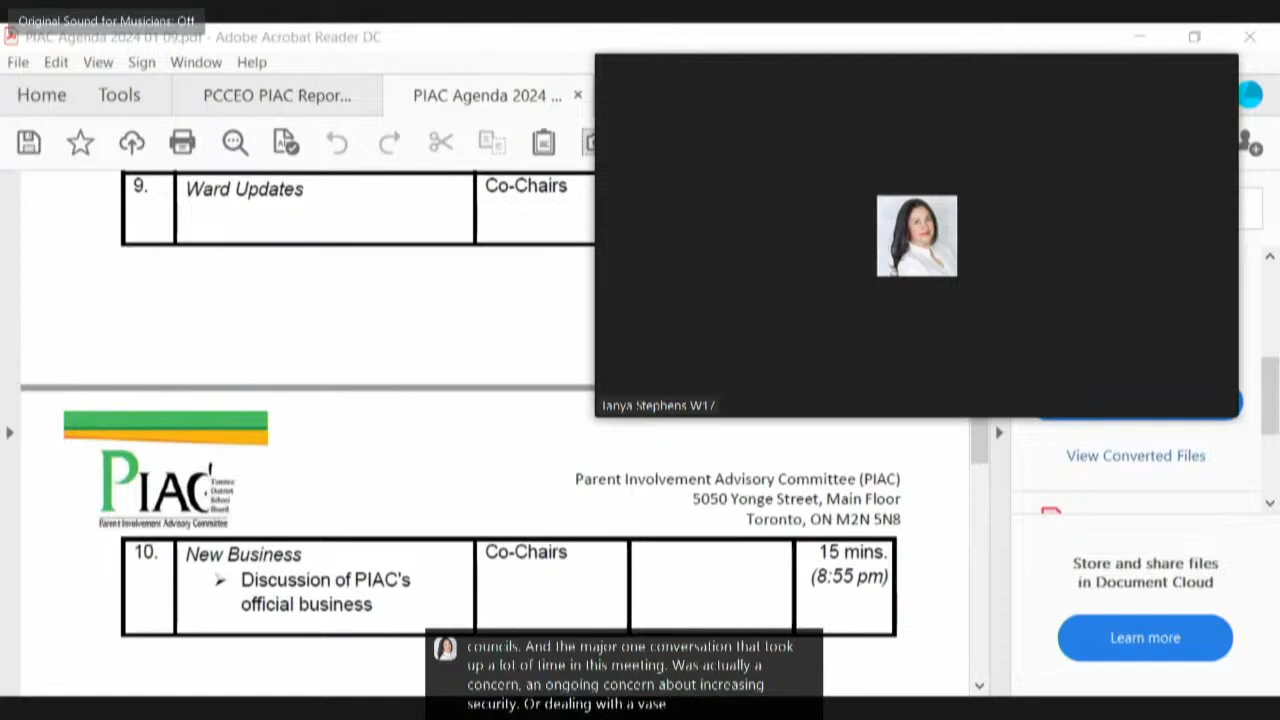 Original Sound for Musicians: Off
PIAC Agenda 2024 01 09.pdf - Adobe Acrobat Reader DC
File Edit View Sign Window Help
Home Tools PCCEO PIAC Repor... PIAC Agenda 2024 ... ×
9. Ward Updates Co-Chairs
Tanya Stephens W17
View Converted Files
PIAC
Toronto
District
School
Board
Parent Involvement Advisory Committee
Parent Involvement Advisory Committee (PIAC)
5050 Yonge Street, Main Floor
Toronto, ON M2N 5N8
10. New Business Co-Chairs 15 mins.
➢ Discussion of PIAC's (8:55 pm)
official business
Store and share files
in Document Cloud
Learn more
councils. And the major one conversation that took
up a lot of time in this meeting. Was actually a
concern, an ongoing concern about increasing
security. Or dealing with a vase